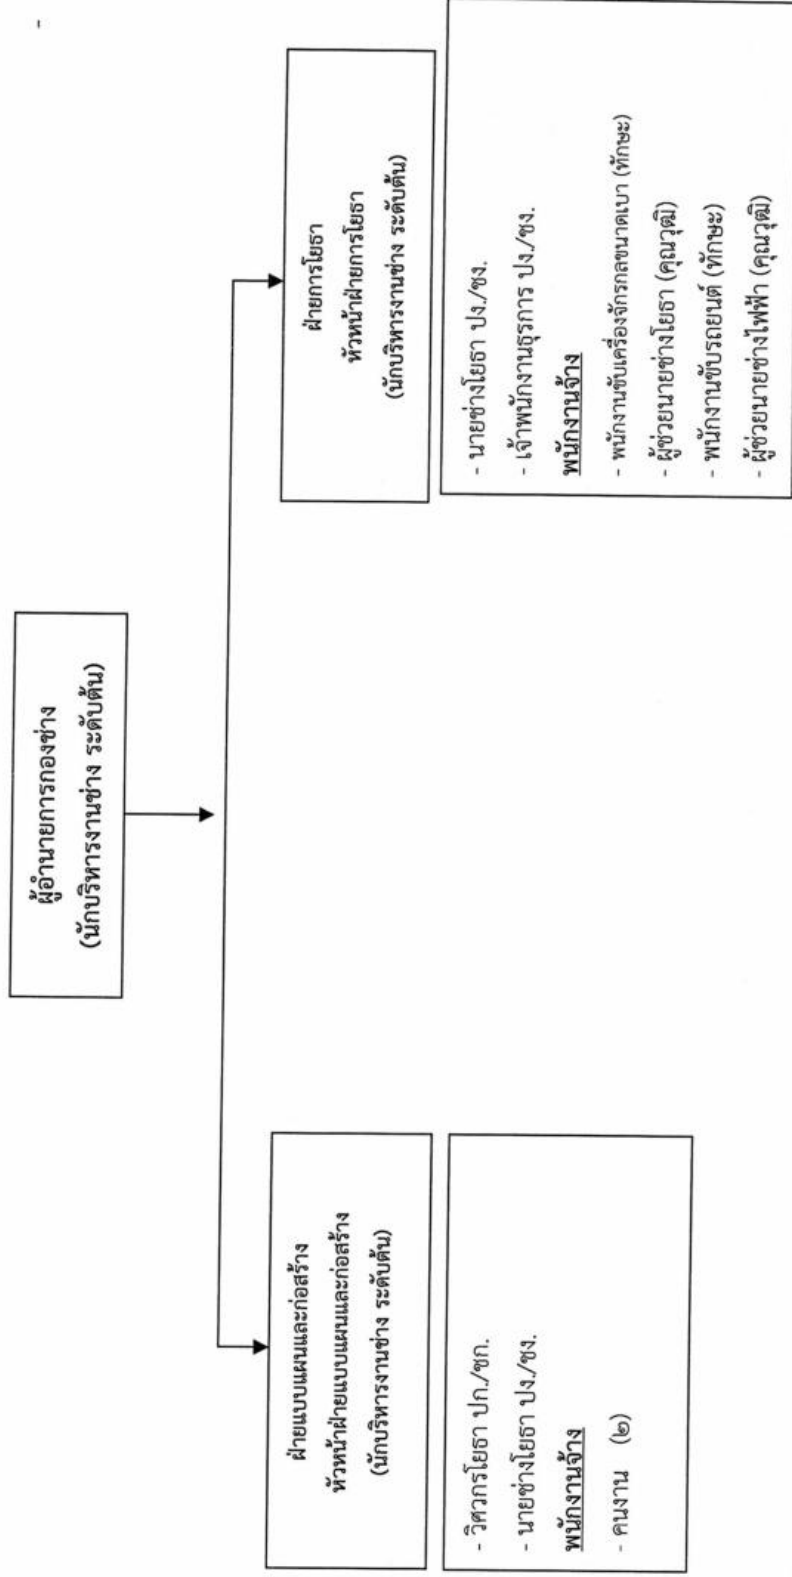 ผู้อำนายการกองช่าง
(นักบริหารงานช่าง ระดับต้น)
ฝ่ายแบบแผนและก่อสร้าง
หัวหน้าฝ่ายแบบแผนและก่อสร้าง
(นักบริหารงานช่าง ระดับต้น)
- วิศวกรโยธา ปก./ชก.
- นายช่างโยธา ปง./ชง.
พนักงานจ้าง
- คนงาน (๒)
ฝ่ายการโยธา
หัวหน้าฝ่ายการโยธา
(นักบริหารงานช่าง ระดับต้น)
- นายช่างโยธา ปง./ชง.
- เจ้าพนักงานธุรการ ปง./ชง.
พนักงานจ้าง
- พนักงานขับเครื่องจักรกลขนาดเบา (ทักษะ)
- ผู้ช่วยนายช่างโยธา (คุณวุฒิ)
- พนักงานขับรถยนต์ (ทักษะ)
- ผู้ช่วยนายช่างไฟฟ้า (คุณวุฒิ)